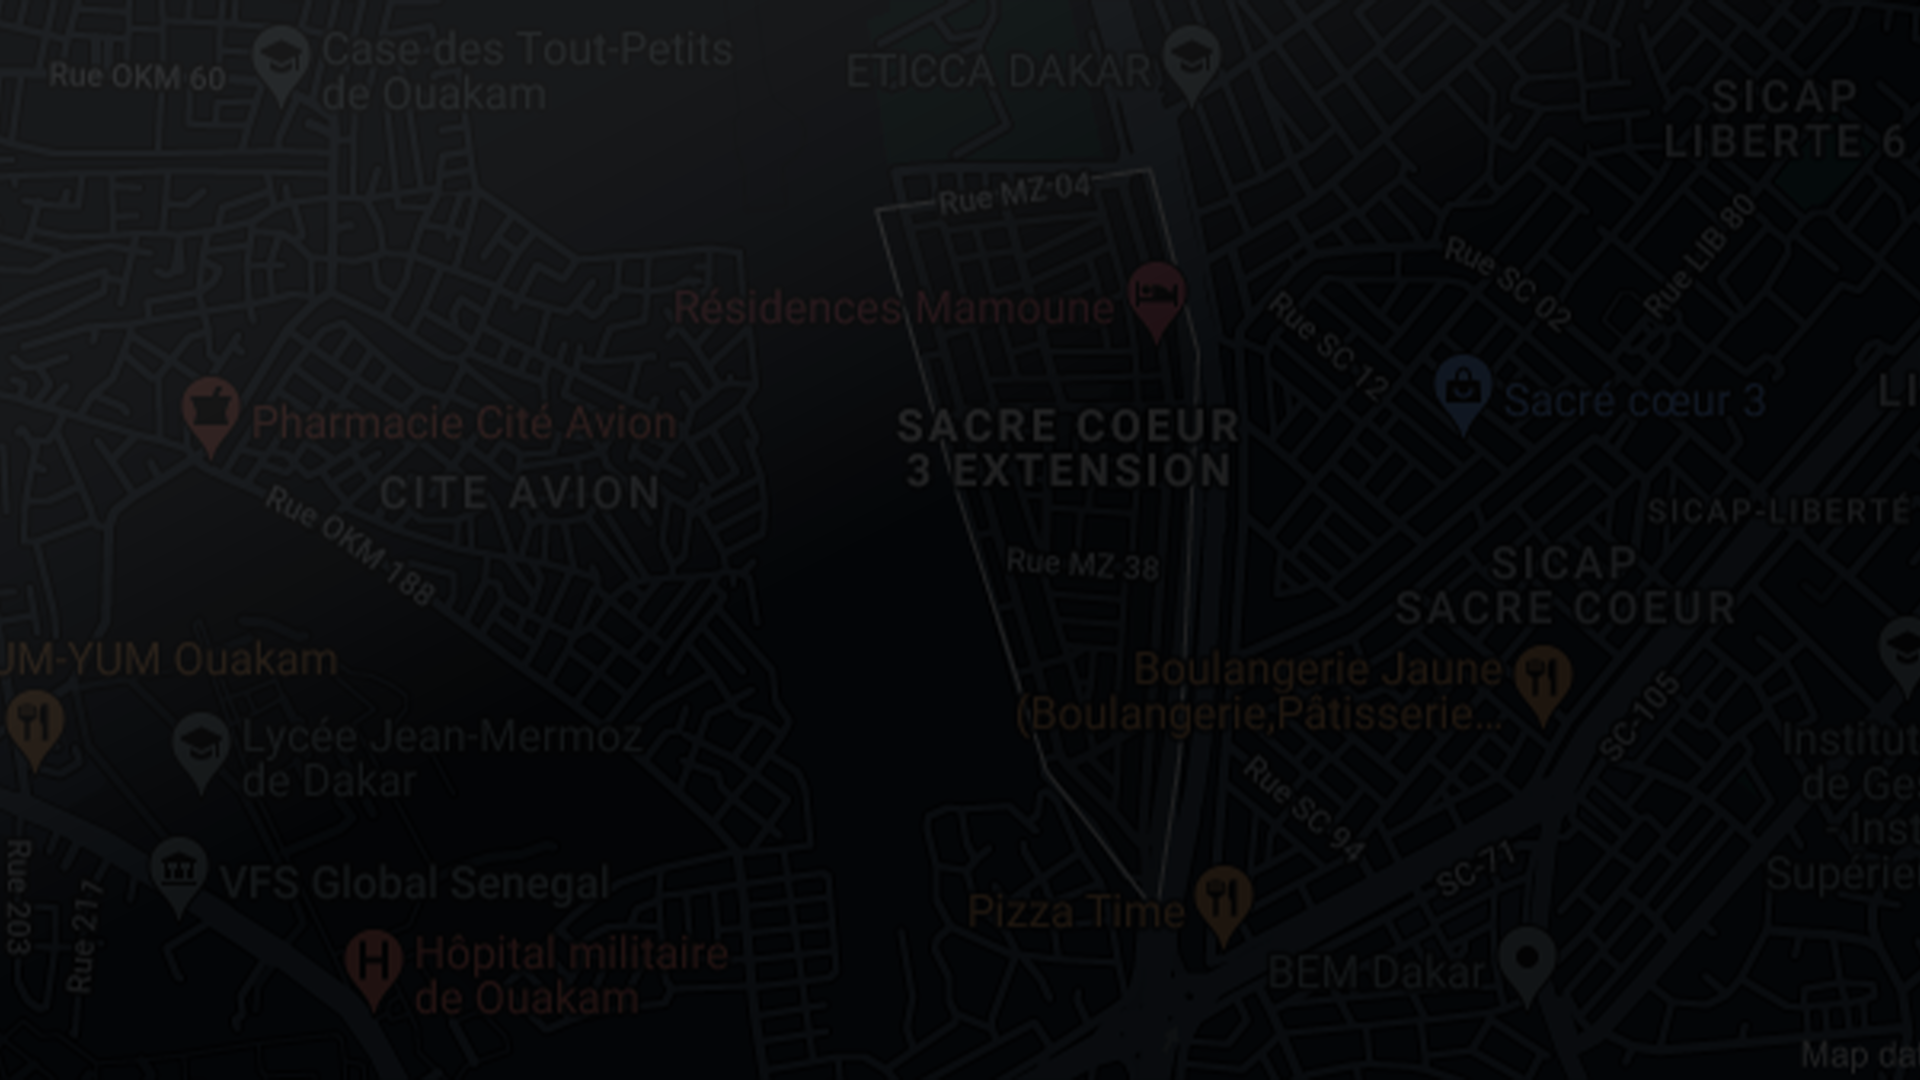 Case des Tout-Petits
de Ouakam
Rue OKM 60
ETICCA DAKAR
SICAP
LIBERTE 6
Rue MZ 04
Rue LIB 80
Rue SC 02
Résidences Mamoune
Rue SC-12
Sacré cœur 3
LI
Pharmacie Cité Avion
SACRE COEUR
3 EXTENSION
CITE AVION
SICAP-LIBERTÉ
Rue OKM 188
Rue MZ 38
SICAP
SACRE COEUR
UM-YUM Ouakam
Boulangerie Jaune
(Boulangerie,Pâtisserie...
SC-105
Lycée Jean-Mermoz
de Dakar
Institut
de Ge
- Inst
Supérie
Rue SC 94
SC-71
Rue 203
Rue 217
VFS Global Senegal
Pizza Time
Hôpital militaire
de Ouakam
BEM Dakar
Map da